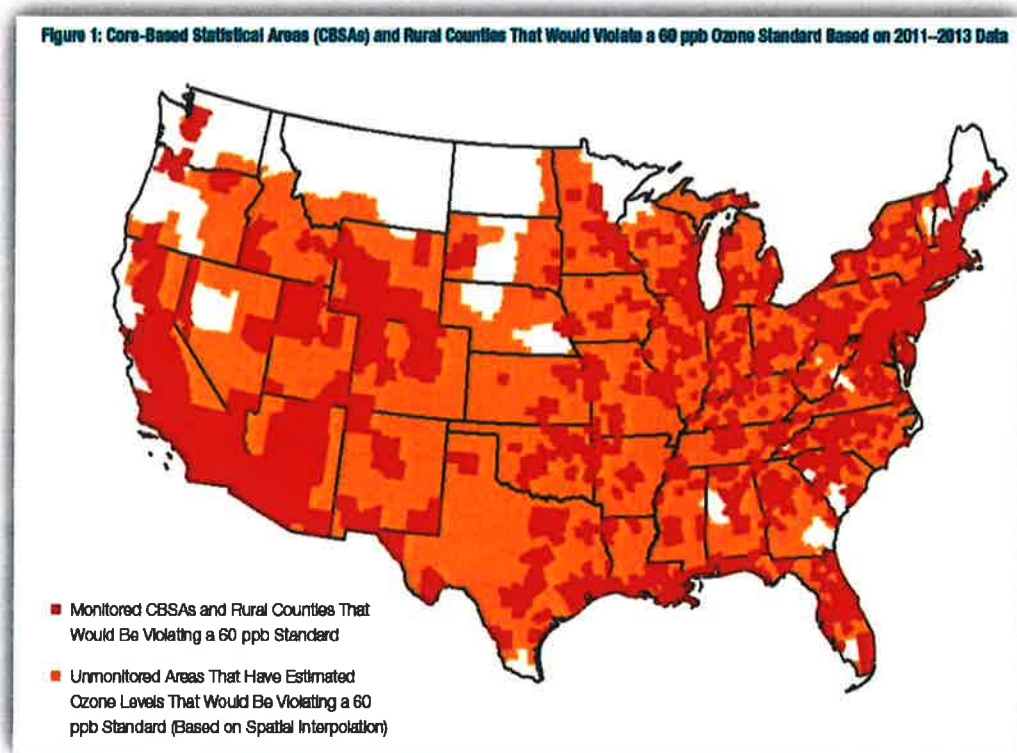 Figure 1: Core-Based Statistical Areas (CBSAs) and Rural Counties That Would Violate a 60 ppb Ozone Standard Based on 2011–2013 Data
Monitored CBSAs and Rural Counties That
Would Be Violating a 60 ppb Standard
Unmonitored Areas That Have Estimated
Ozone Levels That Would Be Violating a 60
ppb Standard (Based on Spatial Interpolation)